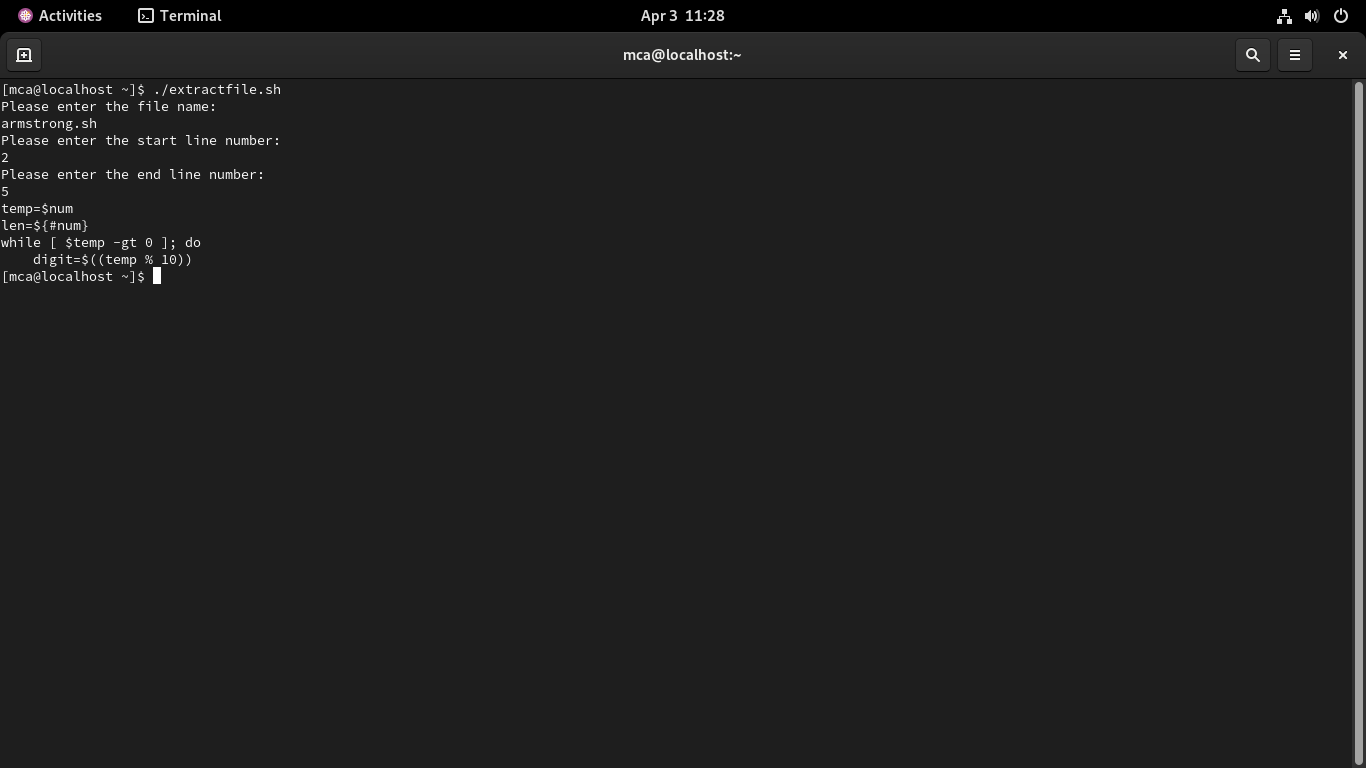 Activities Terminal Apr 3 11:28
mca@localhost:~
[mca@localhost ~]$ ./extractfile.sh
Please enter the file name:
armstrong.sh
Please enter the start line number:
2
Please enter the end line number:
5
temp=$num
len=${#num}
while [ $temp -gt 0 ]; do
    digit=$((temp % 10))
[mca@localhost ~]$